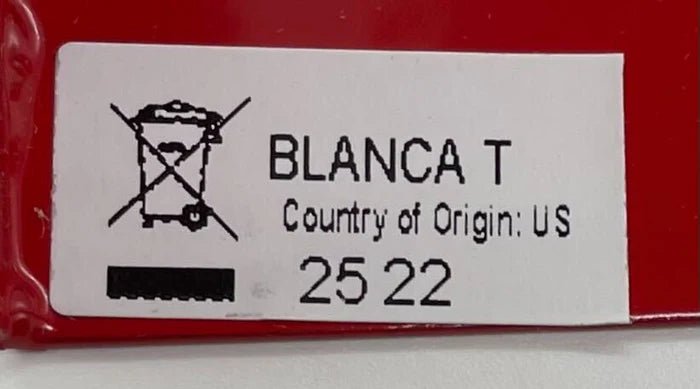 BLANCA T
Country of Origin: US
25 22